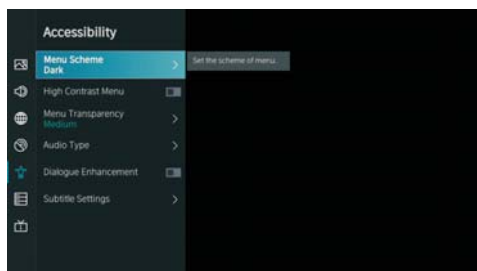 Accessibility
Menu Scheme
Dark
Set the scheme of menu.
High Contrast Menu
Menu Transparency
Medium
Audio Type
Dialogue Enhancement
Subtitle Settings